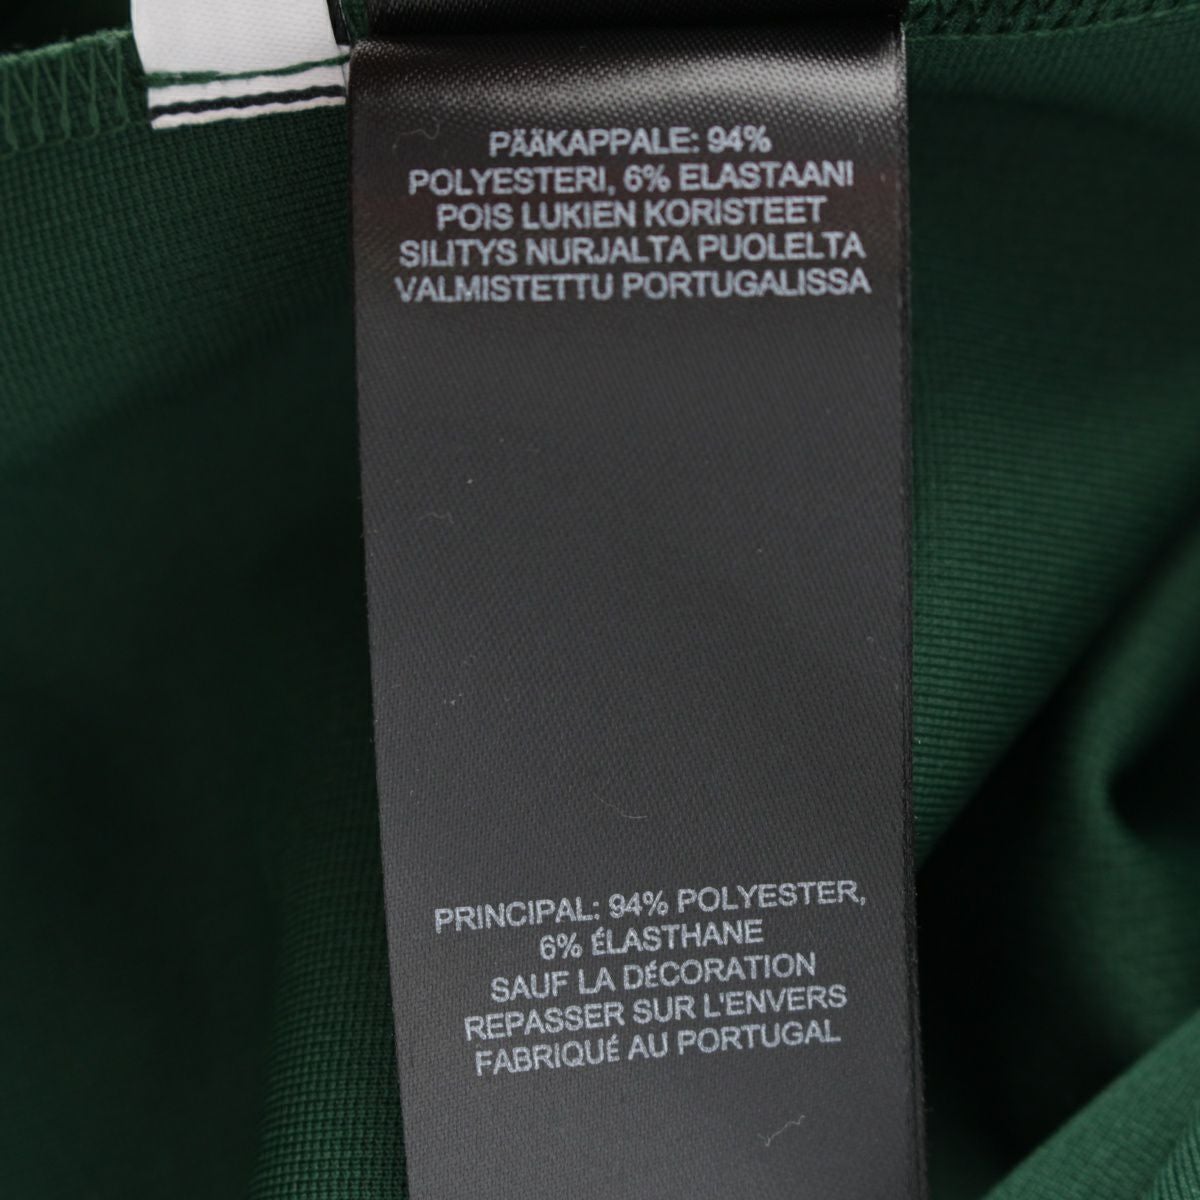 PÄÄKAPPALE: 94%
POLYESTERI, 6% ELASTAANI
POIS LUKIEN KORISTEET
SILITYS NURJALTA PUOLELTA
VALMISTETTU PORTUGALISSA
PRINCIPAL: 94% POLYESTER,
6% ÉLASTHANE
SAUF LA DÉCORATION
REPASSER SUR L'ENVERS
FABRIQUÉ AU PORTUGAL